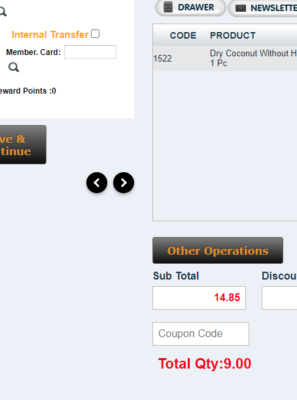 Internal Transfer
Member. Card:
eward Points :0
ve &
tinue
DRAWER
NEWSLETTE
CODE PRODUCT
1522 Dry Coconut Without H
1 Pc
Other Operations
Sub Total Discou
14.85
Coupon Code
Total Qty:9.00